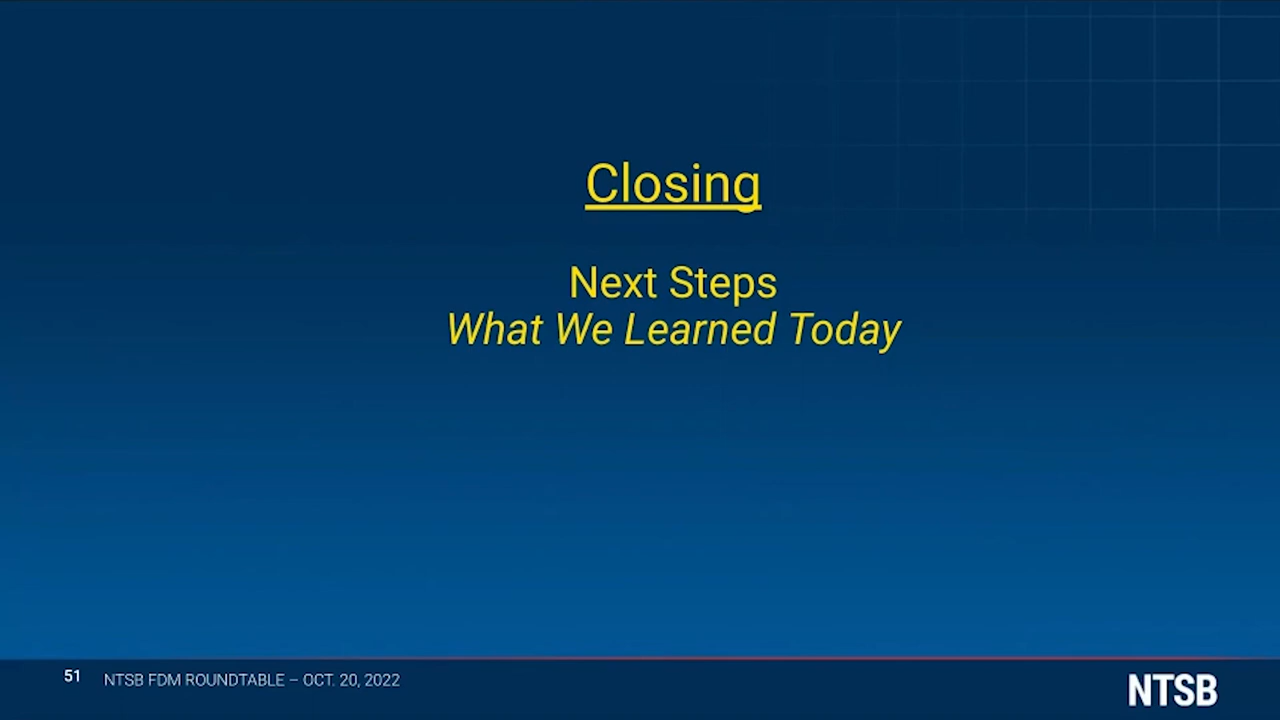 Closing
Next Steps
What We Learned Today
51 NTSB FDM ROUNDTABLE – OCT. 20, 2022
NTSB